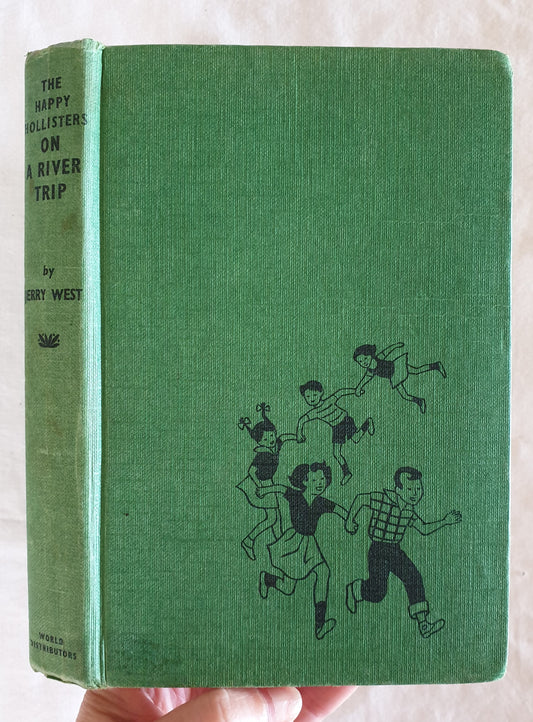 THE
HAPPY
HOLLISTERS
ON
A RIVER
TRIP
by
JERRY WEST
WORLD
DISTRIBUTORS